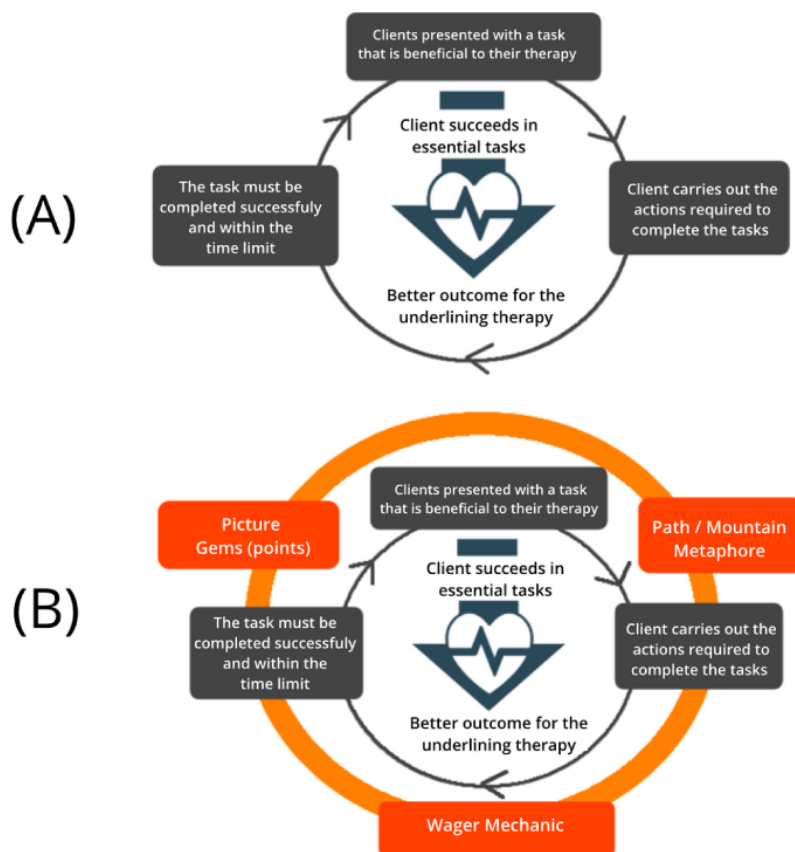 Clients presented with a task
that is beneficial to their therapy
Client succeeds in
essential tasks
(A)
The task must be
completed successfuly
and within the
time limit
Client carries out the
actions required to
complete the tasks
Better outcome for the
underlining therapy
Clients presented with a task
that is beneficial to their therapy
Picture
Gems (points)
Path / Mountain
Metaphore
Client succeeds in
essential tasks
(B)
The task must be
completed successfuly
and within the
time limit
Client carries out the
actions required to
complete the tasks
Better outcome for the
underlining therapy
Wager Mechanic